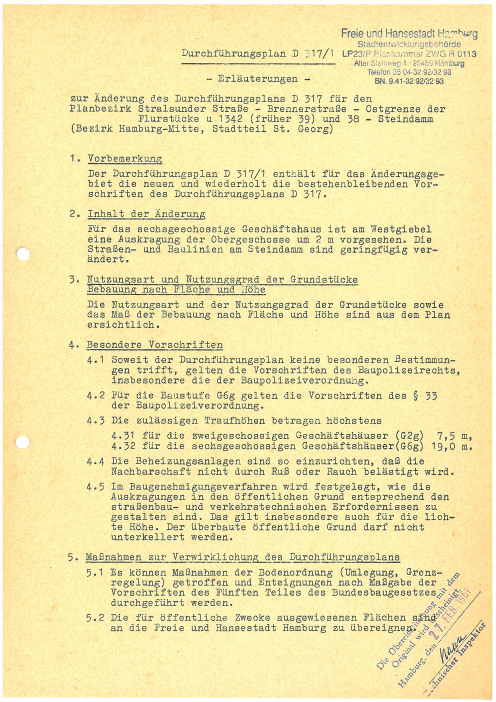 Freie und Hansestadt Hamburg
Stadtentwicklungsbehörde
LP23/P Plankammer ZWG R 0113
Alter Steinweg 4 · 20459 Hamburg
Telefon 35 04-32 92/32 93
BN. 9.41-32 92/32 93
Durchführungsplan D 317/1
- Erläuterungen -
zur Änderung des Durchführungsplans D 317 für den
Planbezirk Stralsunder Straße - Brennerstraße - Ostgrenze der
Flurstücke u 1342 (früher 39) und 38 - Steindamm
(Bezirk Hamburg-Mitte, Stadtteil St. Georg)
1. Vorbemerkung
Der Durchführungsplan D 317/1 enthält für das Änderungsge-
biet die neuen und wiederholt die bestehenbleibenden Vor-
schriften des Durchführungsplans D 317.
2. Inhalt der Änderung
Für das sechsgeschossige Geschäftshaus ist am Westgiebel
eine Auskragung der Obergeschosse um 2 m vorgesehen. Die
Straßen- und Baulinien am Steindamm sind geringfügig ver-
ändert.
3. Nutzungsart und Nutzungsgrad der Grundstücke
Bebauung nach Fläche und Höhe
Die Nutzungsart und der Nutzungsgrad der Grundstücke sowie
das Maß der Bebauung nach Fläche und Höhe sind aus dem Plan
ersichtlich.
4. Besondere Vorschriften
4.1 Soweit der Durchführungsplan keine besonderen Bestimmun-
gen trifft, gelten die Vorschriften des Baupolizeirechts,
insbesondere die der Baupolizeiverordnung.
4.2 Für die Baustufe G6g gelten die Vorschriften des § 33
der Baupolizeiverordnung.
4.3 Die zulässigen Traufhöhen betragen höchstens
4.31 für die zweigeschossigen Geschäftshäuser (G2g) 7,5 m,
4.32 für die sechsgeschossigen Geschäftshäuser(G6g) 19,0 m.
4.4 Die Beheizungsanlagen sind so einzurichten, daß die
Nachbarschaft nicht durch Ruß oder Rauch belästigt wird.
4.5 Im Baugenehmigungsverfahren wird festgelegt, wie die
Auskragungen in den öffentlichen Grund entsprechend den
straßenbau- und verkehrstechnischen Erfordernissen zu
gestalten sind. Das gilt insbesondere auch für die lich-
te Höhe. Der überbaute öffentliche Grund darf nicht
unterkellert werden.
5. Maßnahmen zur Verwirklichung des Durchführungsplans
5.1 Es können Maßnahmen der Bodenordnung (Umlegung, Grenz-
regelung) getroffen und Enteignungen nach Maßgabe der
Vorschriften des Fünften Teiles des Bundesbaugesetzes
durchgeführt werden.
5.2 Die für öffentliche Zwecke ausgewiesenen Flächen sind
an die Freie und Hansestadt Hamburg zu übereignen.
Die Übereinstimmung mit dem
Original wird bescheinigt.
Hamburg, den 27. FEB. 1961
Technischer Inspektor